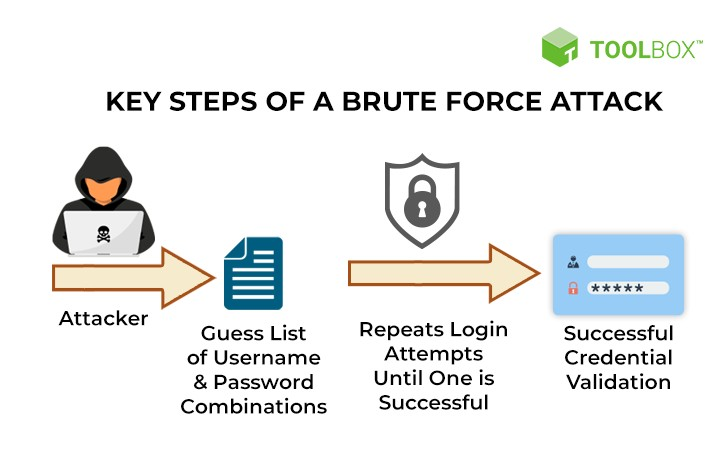 TOOLBOX™
KEY STEPS OF A BRUTE FORCE ATTACK
Attacker
Guess List
of Username
& Password
Combinations
Repeats Login
Attempts
Until One is
Successful
*****
Successful
Credential
Validation